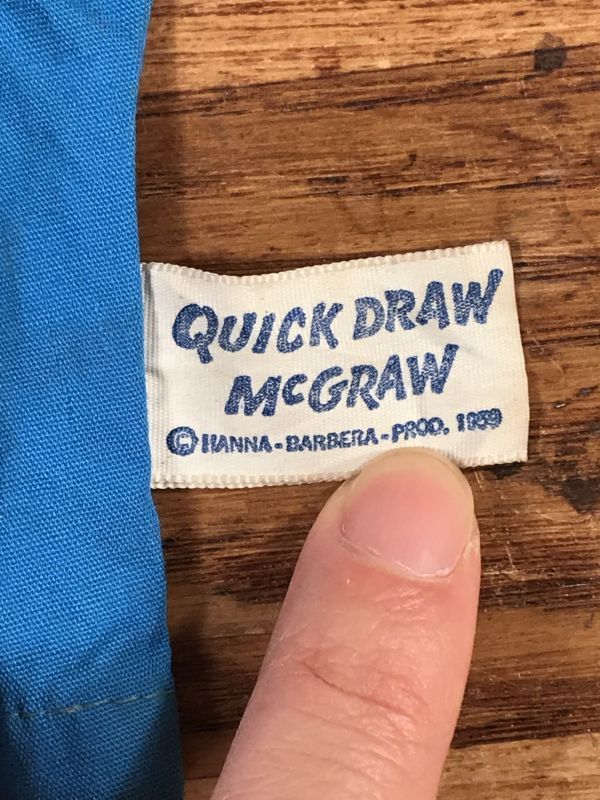 QUICK DRAW
McGRAW
© HANNA-BARBERA-PROD. 1959